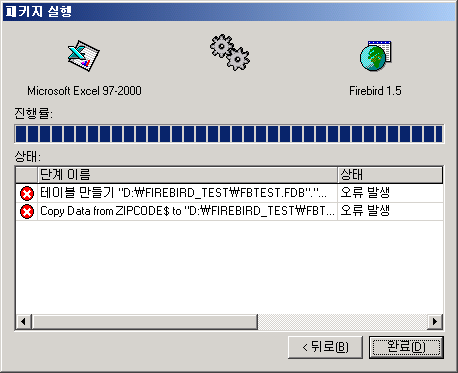 패키지 실행
Microsoft Excel 97-2000
Firebird 1.5
진행률:
상태:
단계 이름 상태
테이블 만들기 "D:₩FIREBIRD_TEST₩FBTEST.FDB"."... 오류 발생
Copy Data from ZIPCODE$ to "D:₩FIREBIRD_TEST₩FBT... 오류 발생
< 뒤로(B)
완료(D)